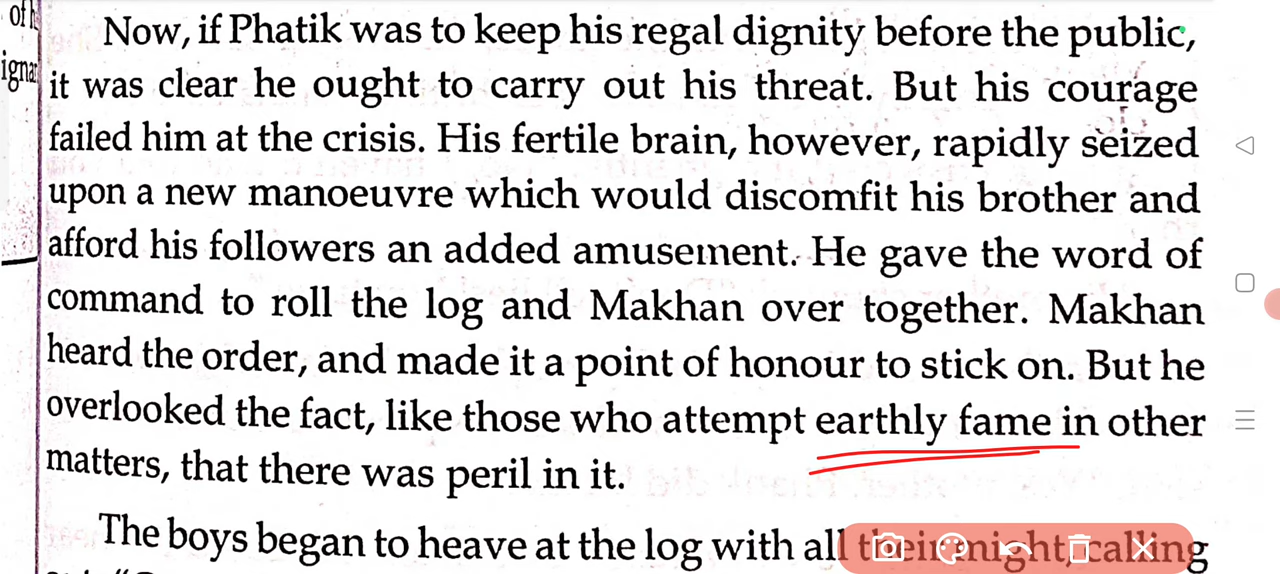 of
Now, if Phatik was to keep his regal dignity before the public,
it was clear he ought to carry out his threat. But his courage
failed him at the crisis. His fertile brain, however, rapidly seized
upon a new manoeuvre which would discomfit his brother and
afford his followers an added amusement. He gave the word of
command to roll the log and Makhan over together. Makhan
heard the order, and made it a point of honour to stick on. But he
overlooked the fact, like those who attempt earthly fame in other
matters, that there was peril in it.
The boys began to heave at the log with all their might, calling